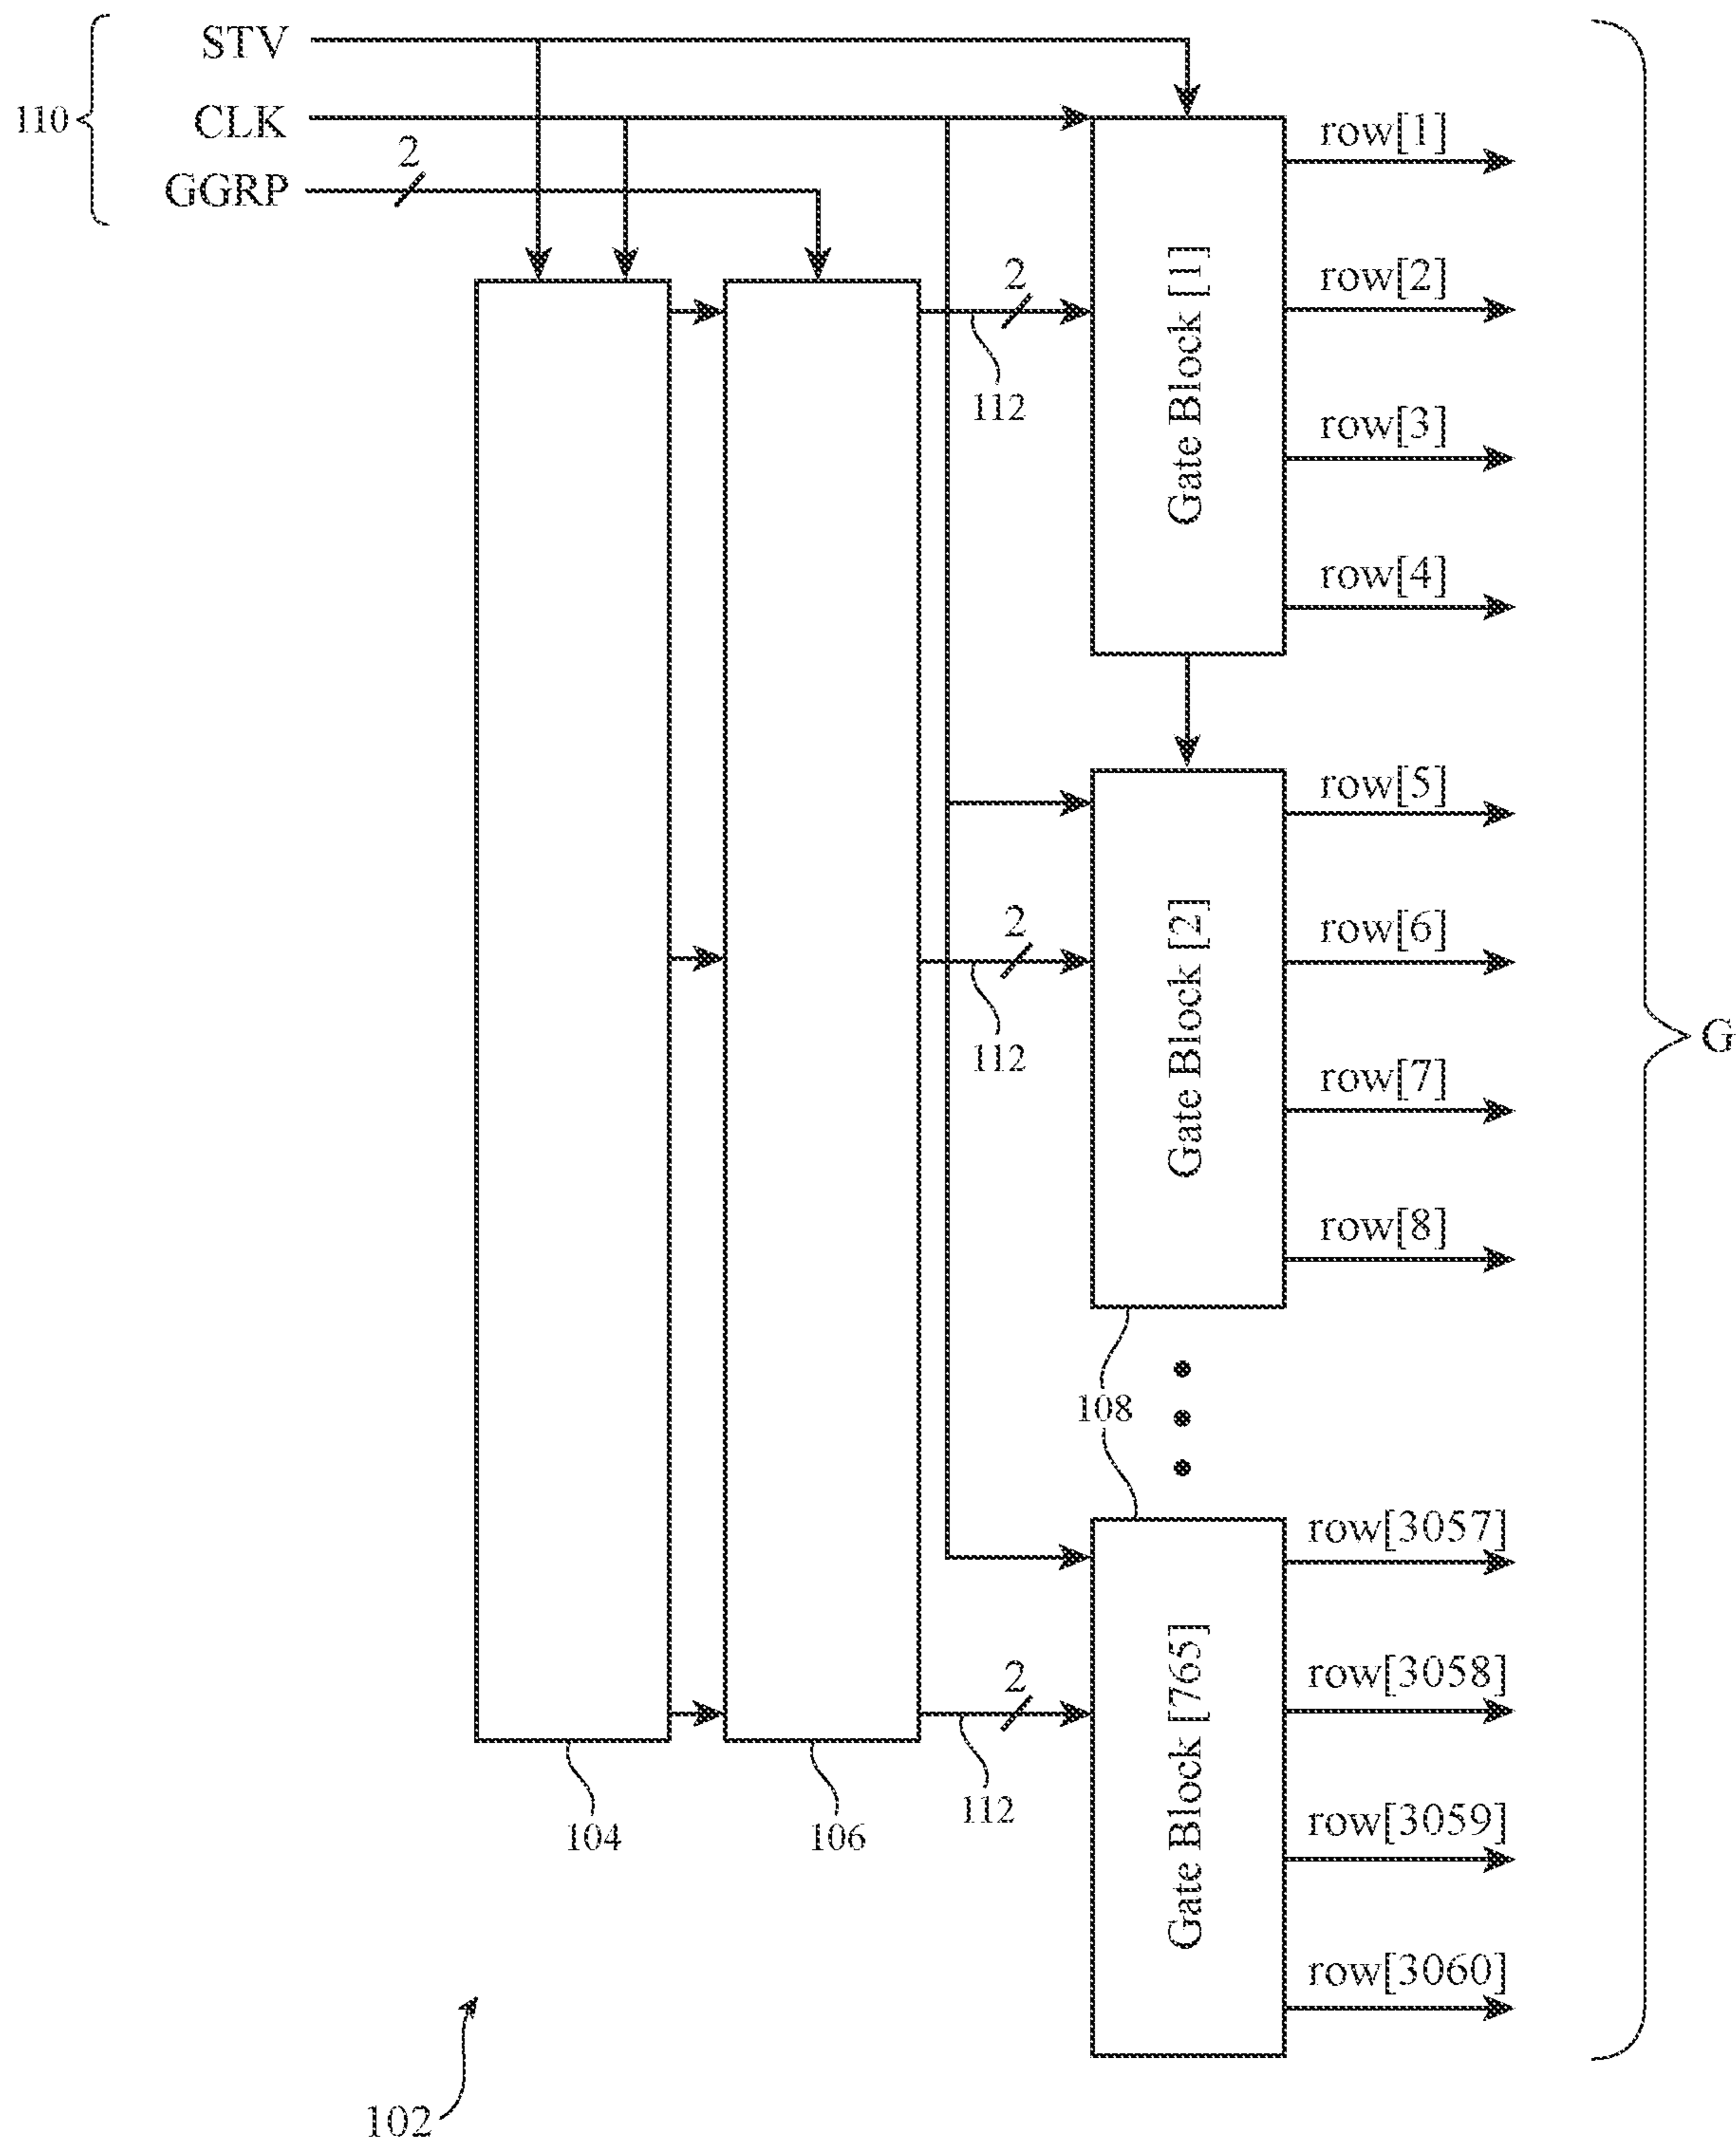 STV
110
CLK
2
GGRP
row[1]
2
row[2]
Gate Block [1]
112
row[3]
row[4]
row[5]
2
row[6]
Gate Block [2]
112
G
row[7]
row[8]
108
row[3057]
2
row[3058]
Gate Block [765]
112
104
106
row[3059]
row[3060]
102